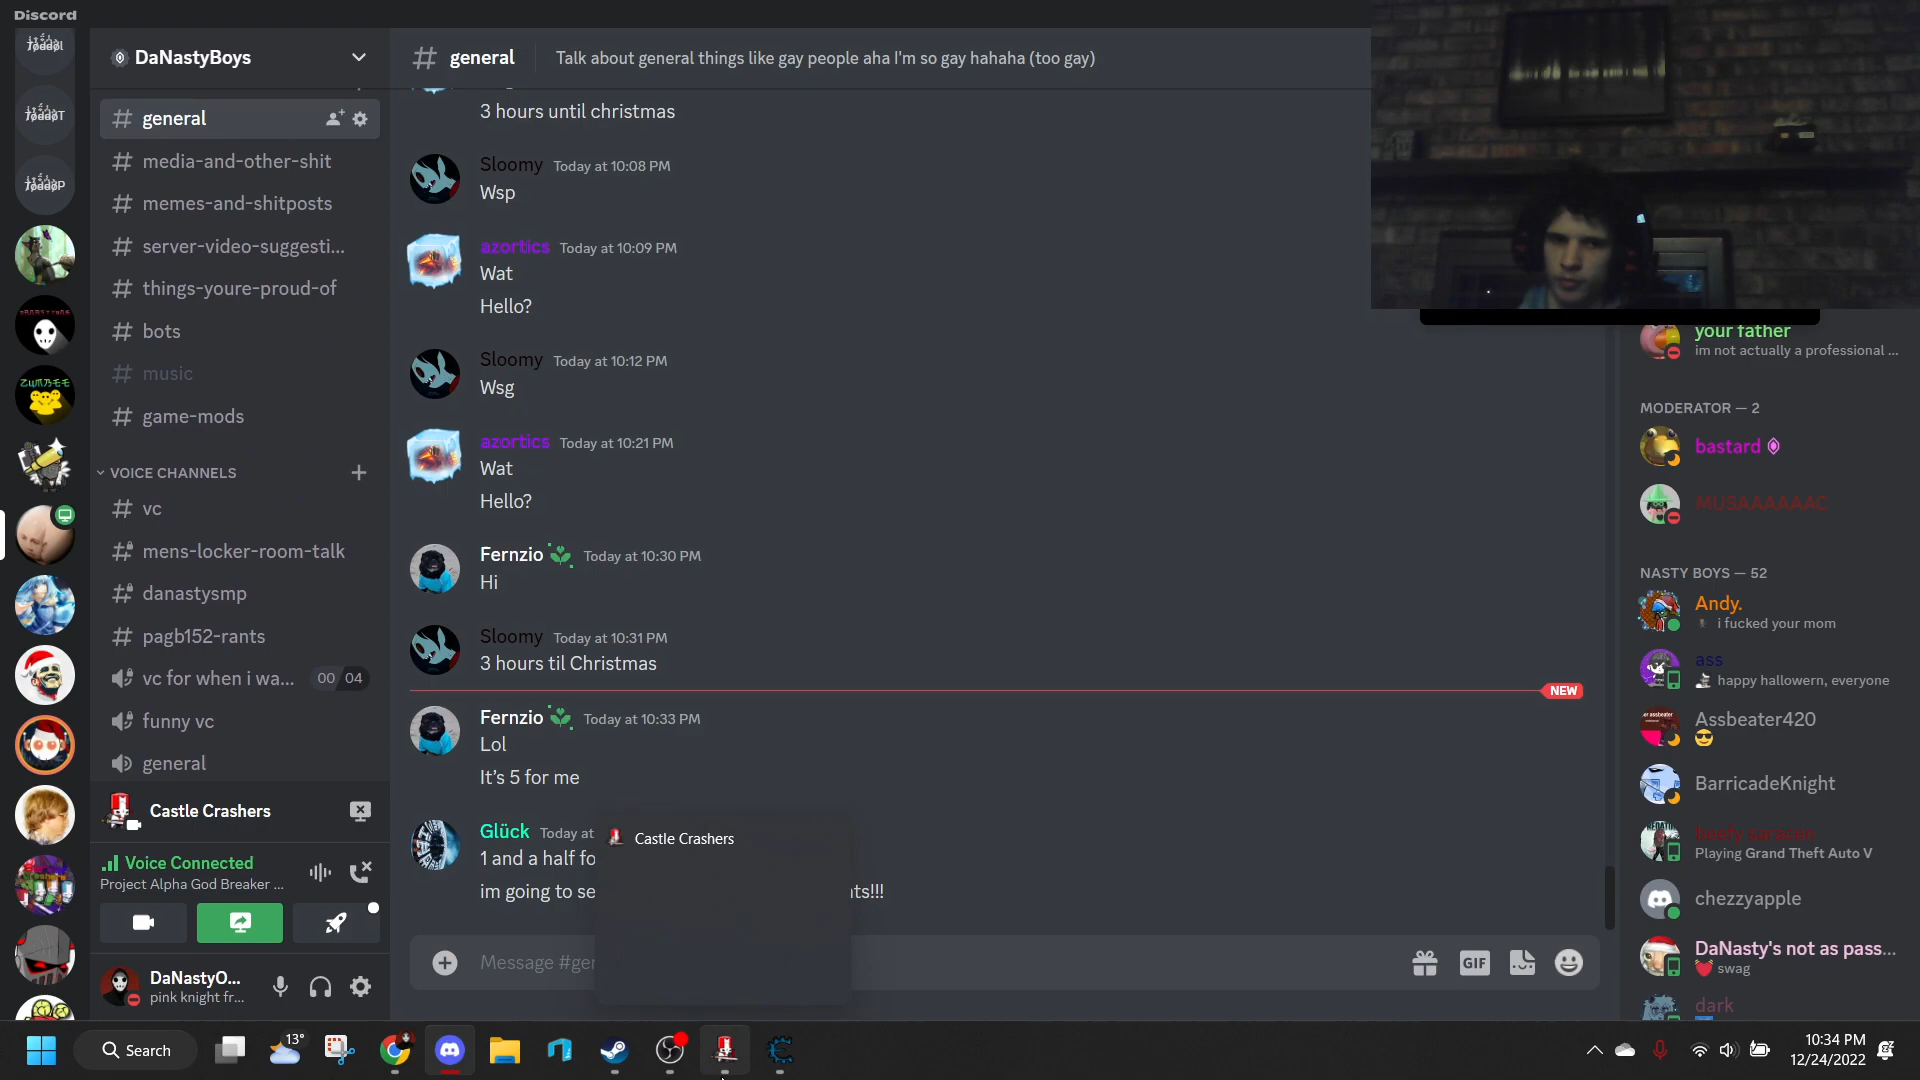 Discord
DaNastyBoys
general
media-and-other-shit
memes-and-shitposts
server-video-suggesti...
things-youre-proud-of
bots
music
game-mods
VOICE CHANNELS
vc
mens-locker-room-talk
danastysmp
pagb152-rants
vc for when i wa...
00 04
funny vc
general
Castle Crashers
Voice Connected
Project Alpha God Breaker ...
DaNastyO...
pink knight fr...
general
Talk about general things like gay people aha I'm so gay hahaha (too gay)
3 hours until christmas
Sloomy Today at 10:08 PM
Wsp
azortics Today at 10:09 PM
Wat
Hello?
Sloomy Today at 10:12 PM
Wsg
azortics Today at 10:21 PM
Wat
Hello?
Fernzio Today at 10:30 PM
Hi
Sloomy Today at 10:31 PM
3 hours til Christmas
NEW
Fernzio Today at 10:33 PM
Lol
It's 5 for me
Glück Today at
1 and a half fo
im going to se
nts!!!
Castle Crashers
Message #ger
GIF
your father
im not actually a professional ...
MODERATOR — 2
bastard
MUSAAAAAAC
NASTY BOYS — 52
Andy.
i fucked your mom
ass
happy hallowern, everyone
Assbeater420
BarricadeKnight
beefy saracen
Playing Grand Theft Auto V
chezzyapple
DaNasty's not as pass...
swag
dark
Search
13°
10:34 PM
12/24/2022